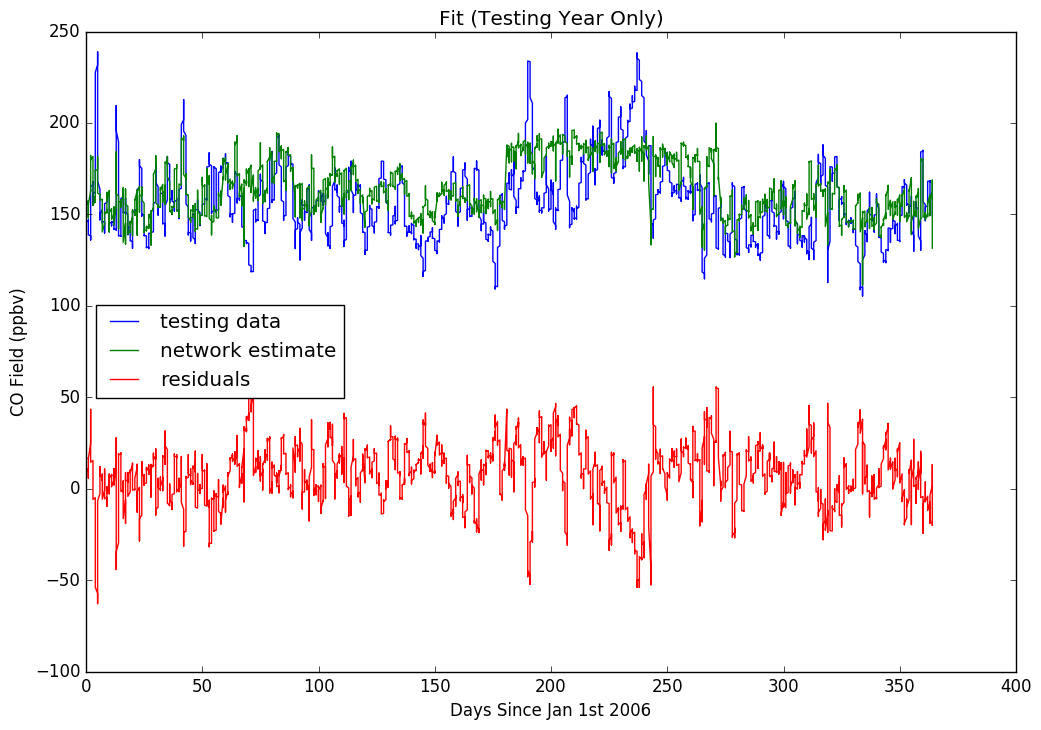 Fit (Testing Year Only)
250
200
150
100
50
0
−50
−100
CO Field (ppbv)
testing data
network estimate
residuals
0 50 100 150 200 250 300 350 400
Days Since Jan 1st 2006